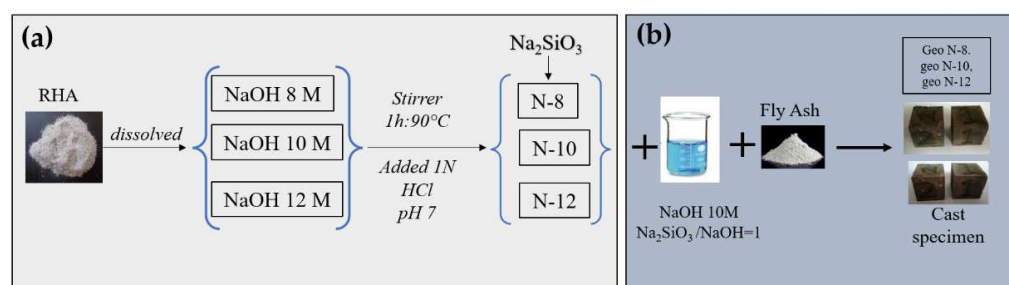 (a)
RHA
dissolved
NaOH 8 M
NaOH 10 M
NaOH 12 M
Stirrer
1h:90°C
Added 1N
HCl
pH 7
Na₂SiO₃
N-8
N-10
N-12
(b)
NaOH 10M
Na₂SiO₃ /NaOH=1
Fly Ash
Geo N-8.
geo N-10,
geo N-12
Cast
specimen